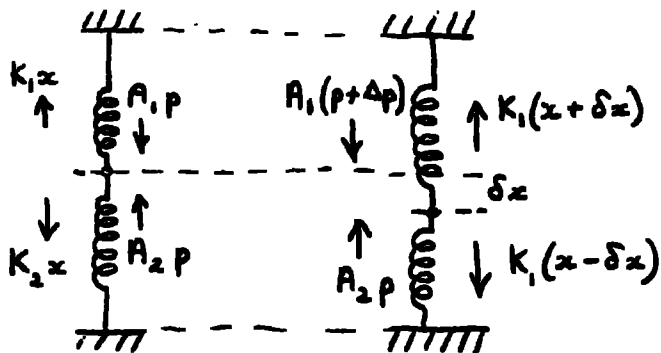 K₁x
A₁p
K₂x
A₂p
A₁(p+Δp)
K₁(x+δx)
δx
A₂p
K₁(x-δx)